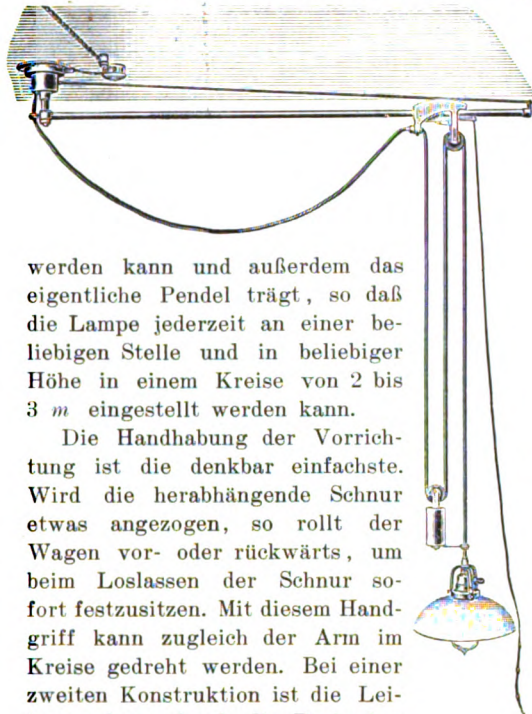 werden kann und außerdem das
eigentliche Pendel trägt, so daß
die Lampe jederzeit an einer be-
liebigen Stelle und in beliebiger
Höhe in einem Kreise von 2 bis
3 m eingestellt werden kann.
Die Handhabung der Vorrich-
tung ist die denkbar einfachste.
Wird die herabhängende Schnur
etwas angezogen, so rollt der
Wagen vor- oder rückwärts, um
beim Loslassen der Schnur so-
fort festzusitzen. Mit diesem Hand-
griff kann zugleich der Arm im
Kreise gedreht werden. Bei einer
zweiten Konstruktion ist die Lei-